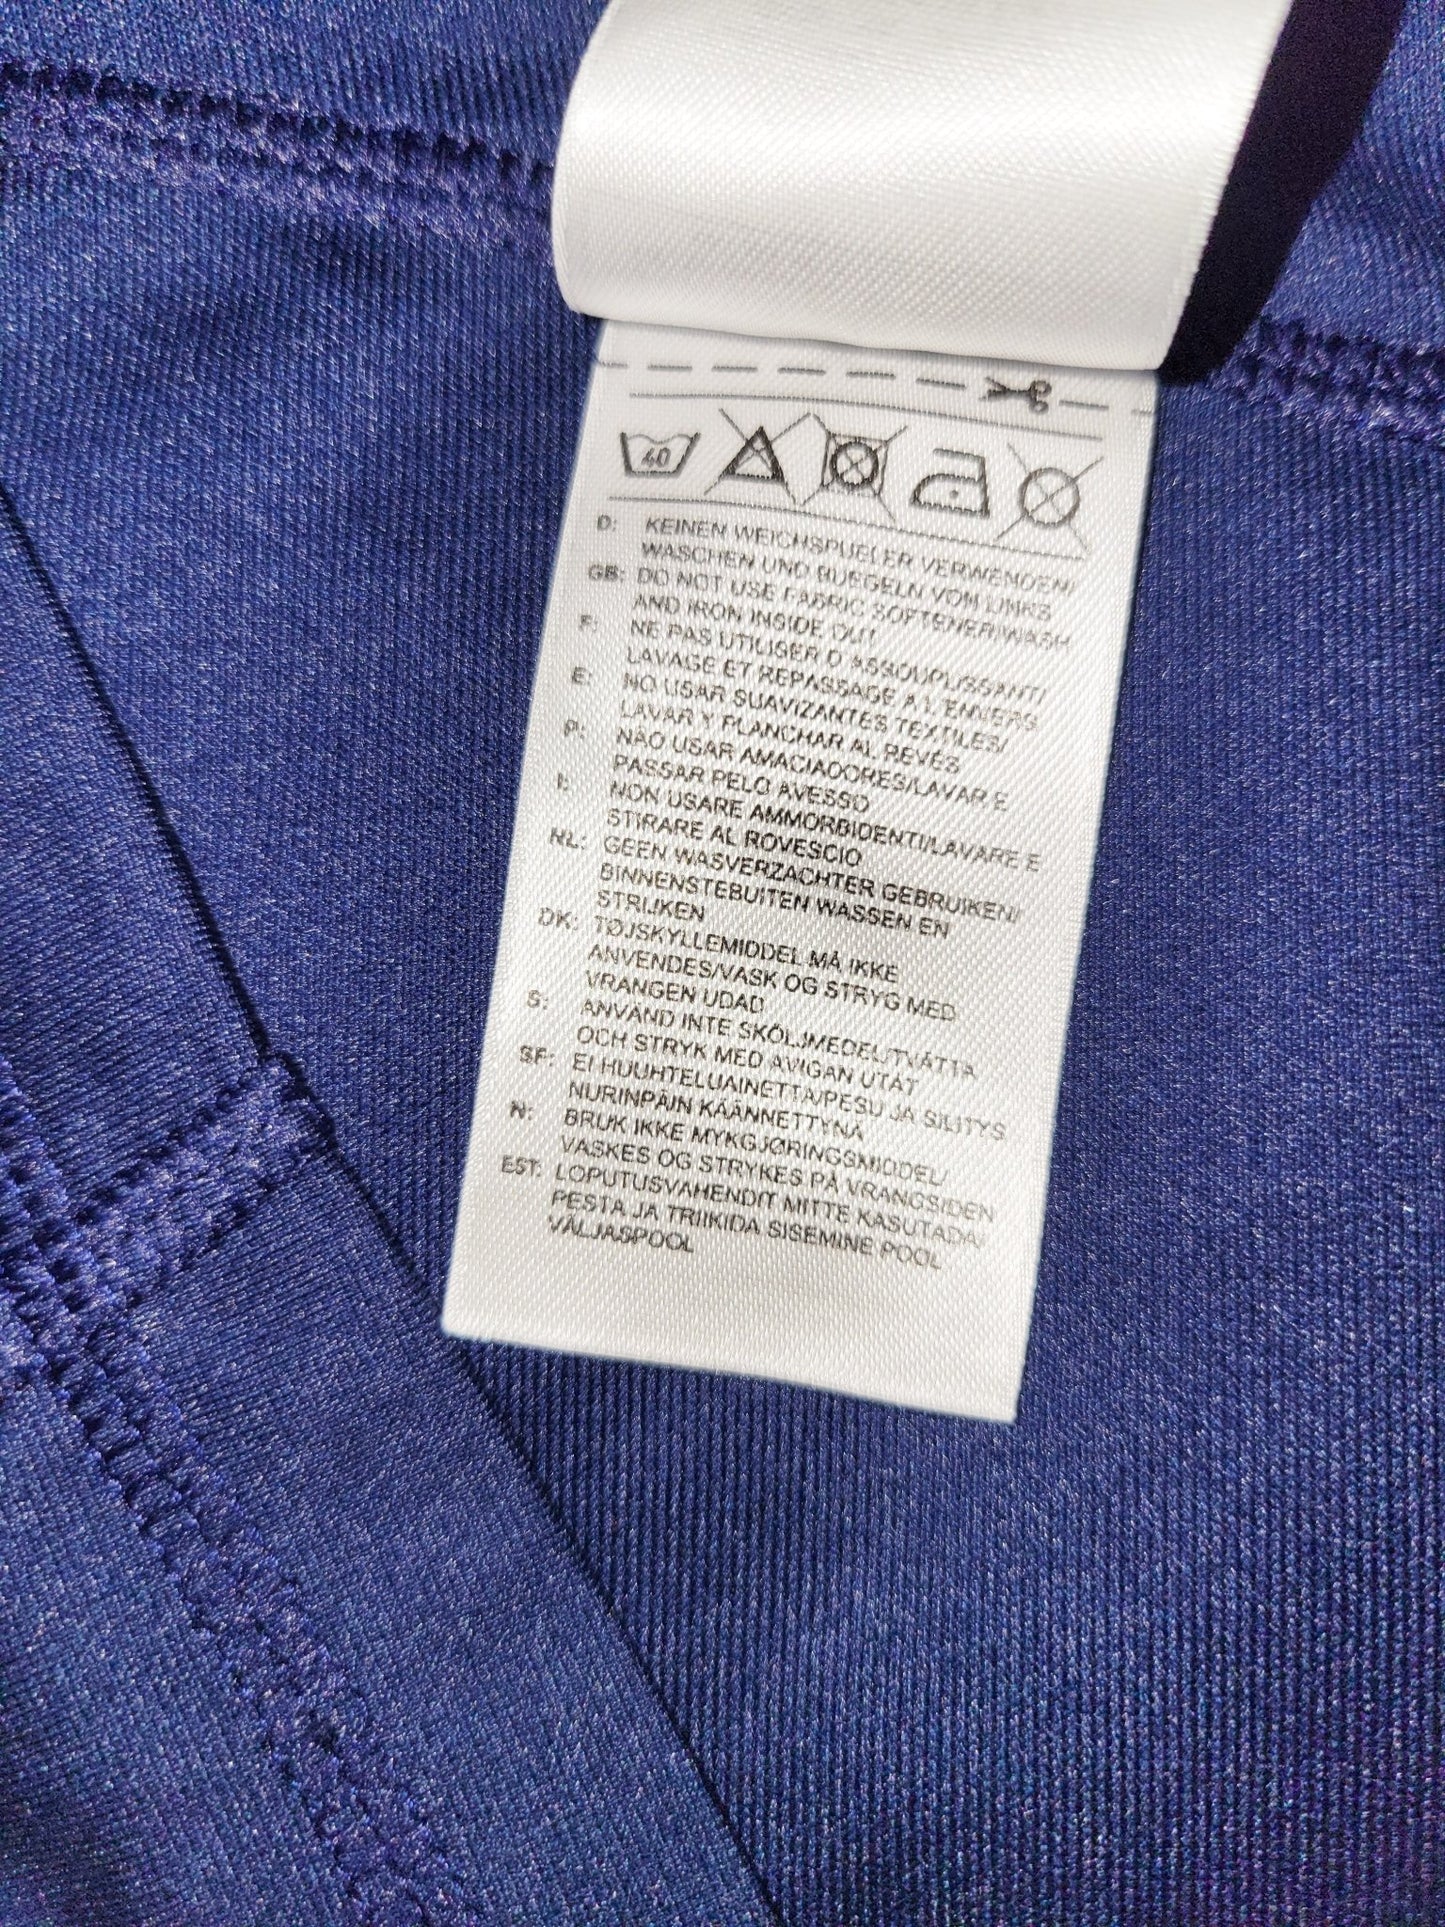 40
D: KEINEN WEICHSPUELER VERWENDEN/
WASCHEN UND BUEGELN VON LINKS
GB: DO NOT USE FABRIC SOFTENER/WASH
AND IRON INSIDE OUT
F: NE PAS UTILISER D'ASSOUPLISSANT/
LAVAGE ET REPASSAGE A L'ENVERS
E: NO USAR SUAVIZANTES TEXTILES/
LAVAR Y PLANCHAR AL REVÉS
P: NÃO USAR AMACIADORES/LAVAR E
PASSAR PELO AVESSO
I: NON USARE AMMORBIDENTI/LAVARE E
STIRARE AL ROVESCIO
NL: GEEN WASVERZACHTER GEBRUIKEN/
BINNENSTEBUITEN WASSEN EN
STRIJKEN
DK: TØJSKYLLEMIDDEL MÅ IKKE
ANVENDES/VASK OG STRYG MED
VRANGEN UDAD
S: ANVÄND INTE SKÖLJMEDEL/TVÄTTA
OCH STRYK MED AVIGAN UTÅT
SF: EI HUUHTELUAINETTA/PESU JA SILITYS
NURINPÄIN KÄÄNNETTYNÄ
N: BRUK IKKE MYKGJØRINGSMIDDEL/
VASKES OG STRYKES PÅ VRANGSIDEN
EST: LOPUTUSVAHENDIT MITTE KASUTADA/
PESTA JA TRIIKIDA SISEMINE POOL
VÄLJASPOOL